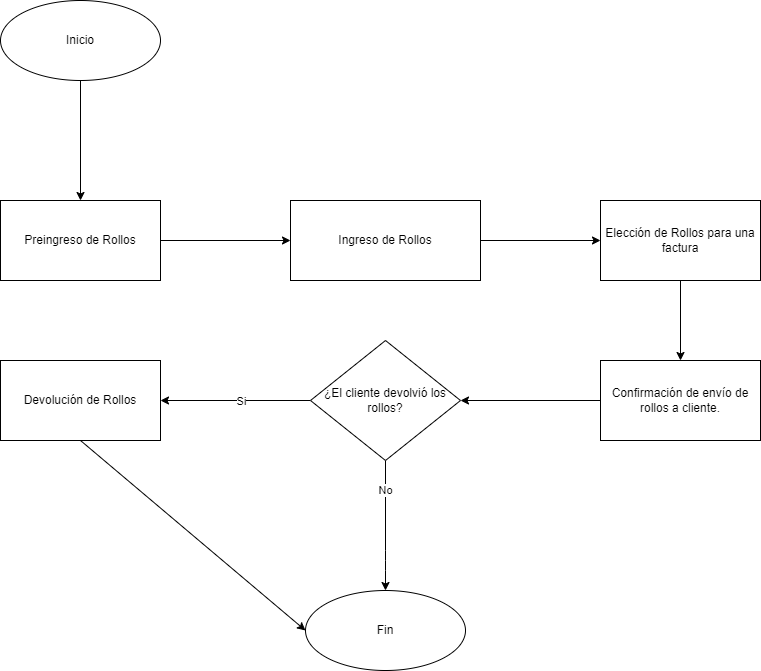 Inicio
Preingreso de Rollos
Ingreso de Rollos
Elección de Rollos para una
factura
Confirmación de envío de
rollos a cliente.
¿El cliente devolvió los
rollos?
Si
Devolución de Rollos
No
Fin